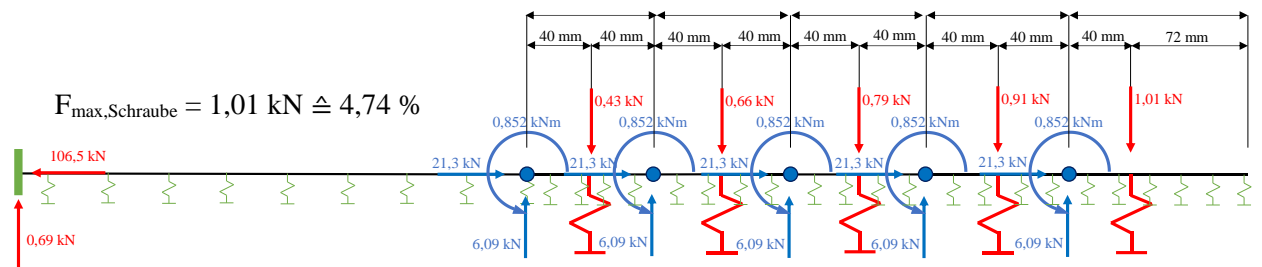 40 mm 40 mm 40 mm 40 mm 40 mm 40 mm 40 mm 40 mm 40 mm 72 mm
F_max,Schraube = 1,01 kN ≙ 4,74 %
0,43 kN 0,66 kN 0,79 kN 0,91 kN 1,01 kN
0,852 kNm 0,852 kNm 0,852 kNm 0,852 kNm 0,852 kNm
106,5 kN 21,3 kN 21,3 kN 21,3 kN 21,3 kN 21,3 kN
0,69 kN 6,09 kN 6,09 kN 6,09 kN 6,09 kN 6,09 kN